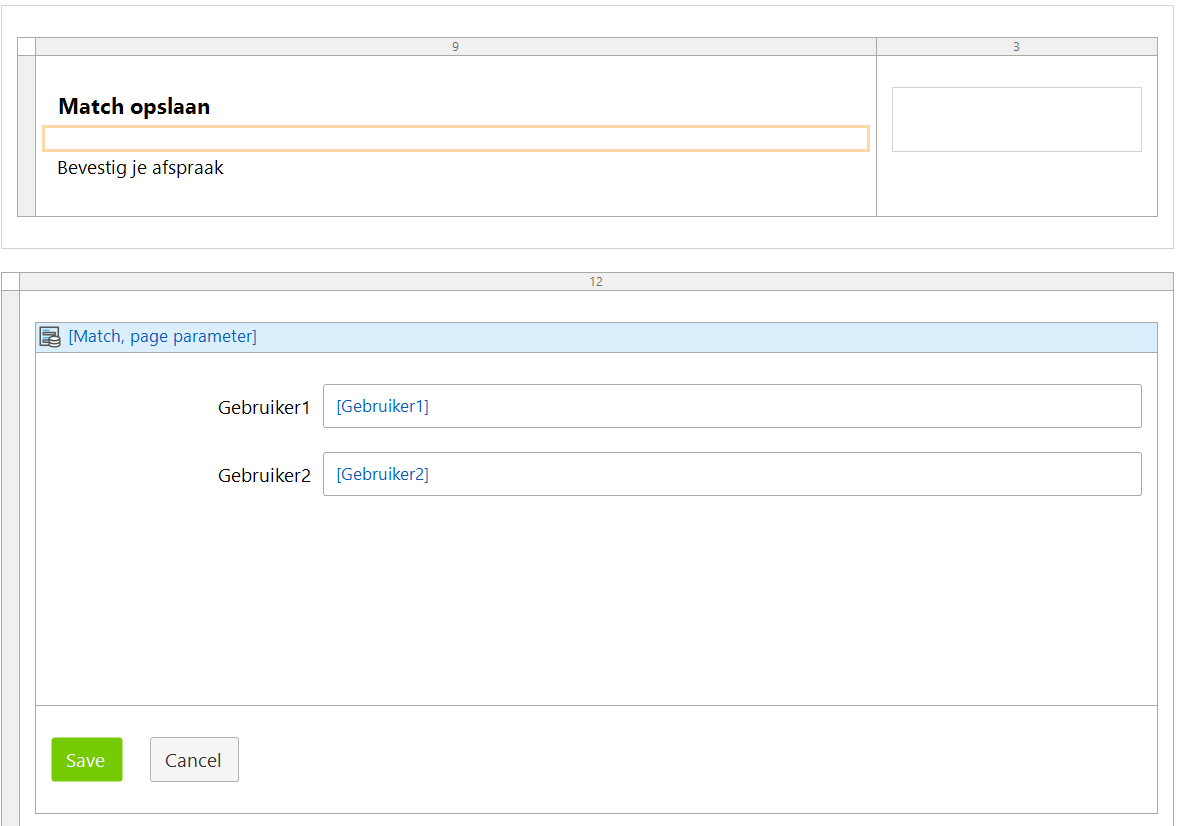 9
3
Match opslaan
Bevestig je afspraak
12
[Match, page parameter]
Gebruiker1
[Gebruiker1]
Gebruiker2
[Gebruiker2]
Save
Cancel